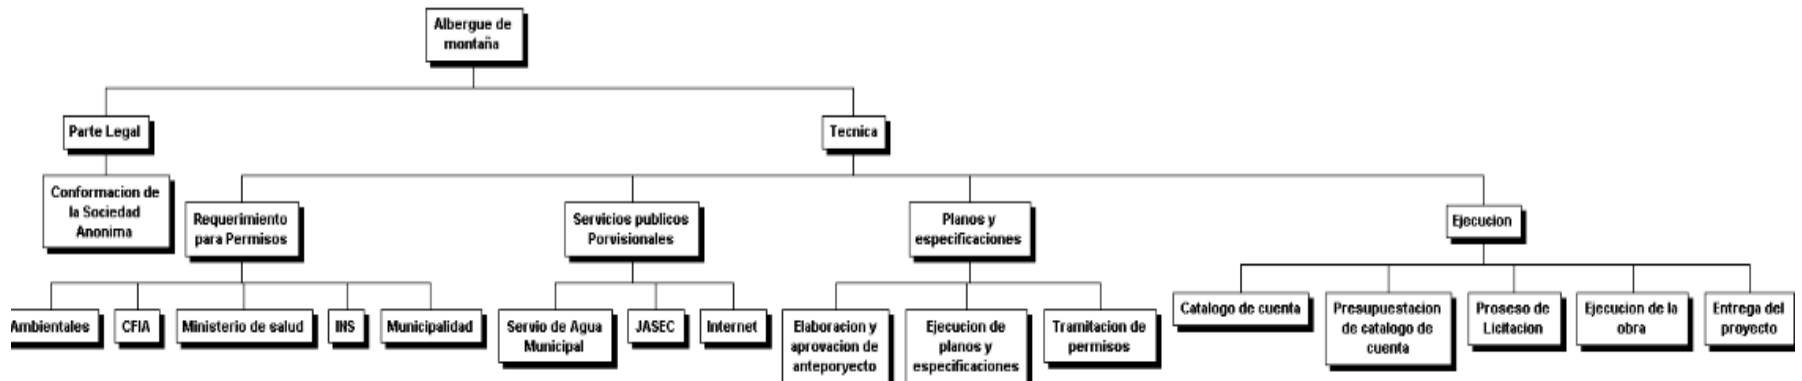 Albergue de
montaña
Parte Legal
Tecnica
Conformacion de
la Sociedad
Anonima
Requerimiento
para Permisos
Servicios publicos
Porvisionales
Planos y
especificaciones
Ejecucion
Ambientales
CFIA
Ministerio de salud
INS
Municipalidad
Servio de Agua
Municipal
JASEC
Internet
Elaboracion y
aprovacion de
anteporyecto
Ejecucion de
planos y
especificaciones
Tramitacion de
permisos
Catalogo de cuenta
Presupuestacion
de catalogo de
cuenta
Proseso de
Licitacion
Ejecucion de la
obra
Entrega del
proyecto